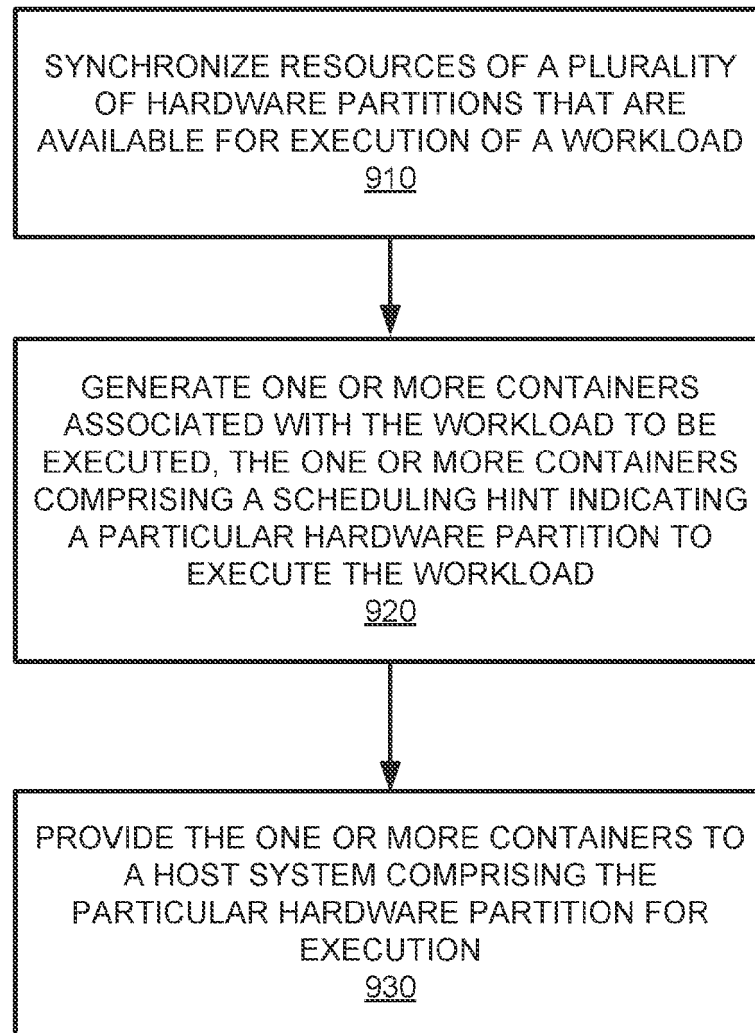 SYNCHRONIZE RESOURCES OF A PLURALITY
OF HARDWARE PARTITIONS THAT ARE
AVAILABLE FOR EXECUTION OF A WORKLOAD
910
GENERATE ONE OR MORE CONTAINERS
ASSOCIATED WITH THE WORKLOAD TO BE
EXECUTED, THE ONE OR MORE CONTAINERS
COMPRISING A SCHEDULING HINT INDICATING
A PARTICULAR HARDWARE PARTITION TO
EXECUTE THE WORKLOAD
920
PROVIDE THE ONE OR MORE CONTAINERS TO
A HOST SYSTEM COMPRISING THE
PARTICULAR HARDWARE PARTITION FOR
EXECUTION
930